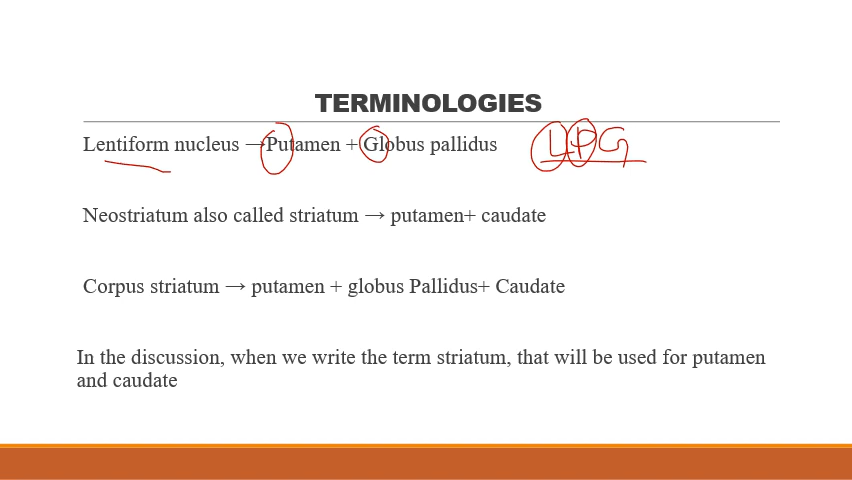 TERMINOLOGIES
Lentiform nucleus →Putamen + Globus pallidus LPG
Neostriatum also called striatum → putamen+ caudate
Corpus striatum → putamen + globus Pallidus+ Caudate
In the discussion, when we write the term striatum, that will be used for putamen
and caudate